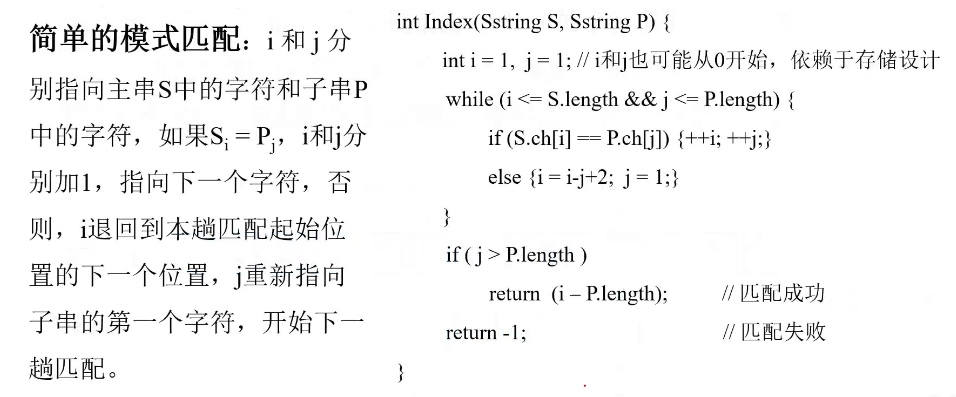 简单的模式匹配：i 和 j 分
别指向主串S中的字符和子串P
中的字符，如果Si = Pj，i和j分
别加1，指向下一个字符，否
则，i退回到本趟匹配起始位
置的下一个位置，j重新指向
子串的第一个字符，开始下一
趟匹配。
int Index(Sstring S, Sstring P) {
int i = 1, j = 1; // i和j也可能从0开始，依赖于存储设计
while (i <= S.length && j <= P.length) {
if (S.ch[i] == P.ch[j]) {++i; ++j;}
else {i = i-j+2; j = 1;}
}
if ( j > P.length )
return (i – P.length); // 匹配成功
return -1; // 匹配失败
}